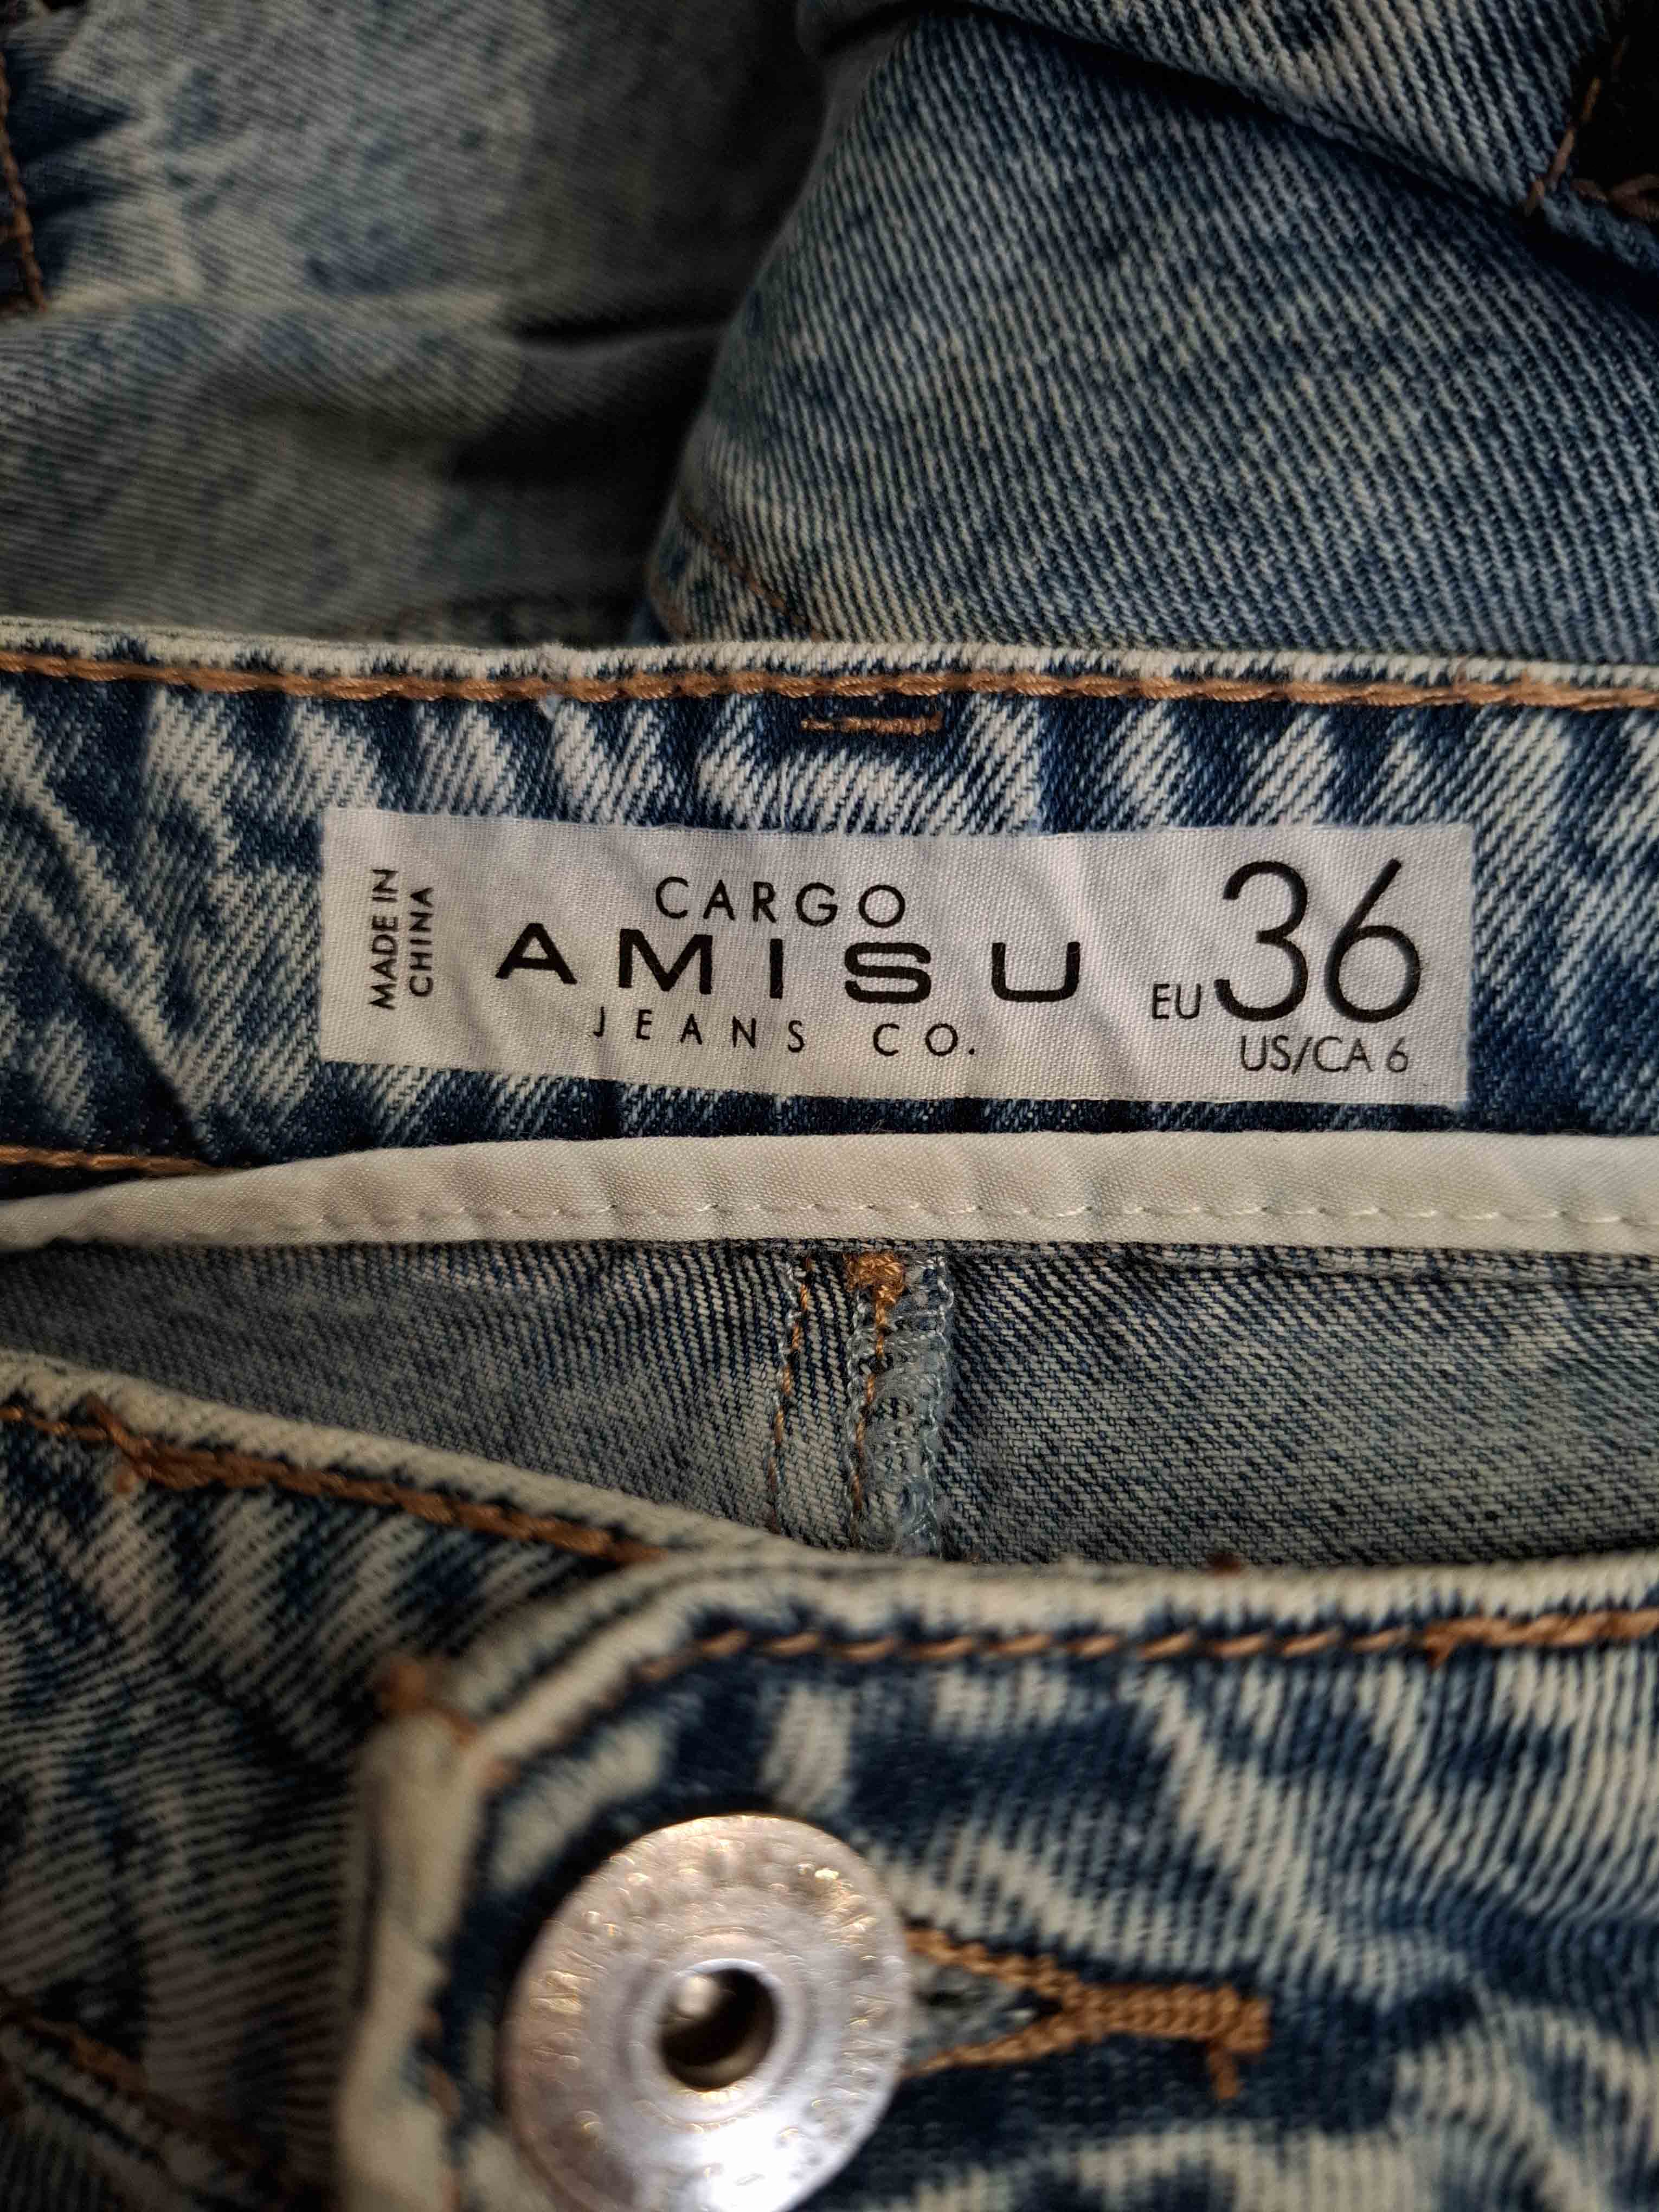 MADE IN
CHINA
CARGO
AMISU
JEANS CO.
EU 36
US/CA 6